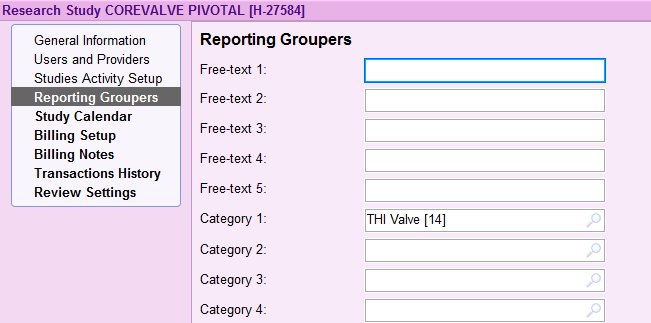 Research Study COREVALVE PIVOTAL [H-27584]
General Information
Users and Providers
Studies Activity Setup
Reporting Groupers
Study Calendar
Billing Setup
Billing Notes
Transactions History
Review Settings
Reporting Groupers
Free-text 1:
Free-text 2:
Free-text 3:
Free-text 4:
Free-text 5:
Category 1: THI Valve [14]
Category 2:
Category 3:
Category 4: